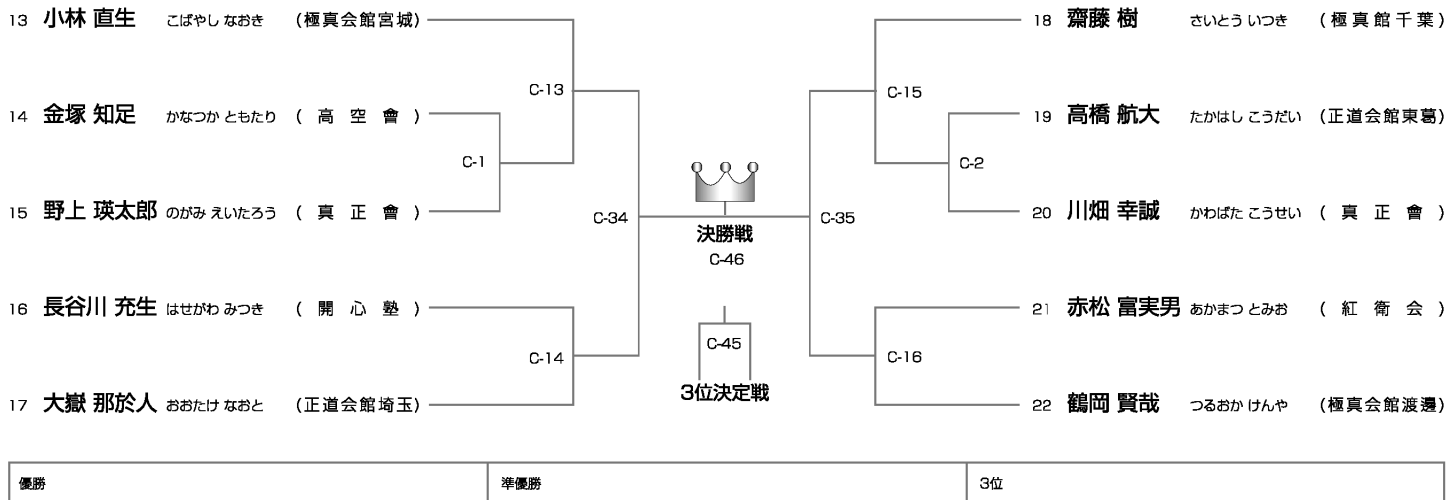 13 小林 直生 こばやし なおき (極真会館宮城)
C-13
14 金塚 知足 かなつか ともたり ( 高 空 會 )
C-1
15 野上 瑛太郎 のがみ えいたろう ( 真 正 會 )
C-34
16 長谷川 充生 はせがわ みつき ( 開 心 塾 )
C-14
17 大嶽 那於人 おおたけ なおと (正道会館埼玉)
決勝戦
C-46
C-45
3位決定戦
18 齋藤 樹 さいとう いつき (極真館千葉)
C-15
19 高橋 航大 たかはし こうだい (正道会館東葛)
C-2
20 川畑 幸誠 かわばた こうせい ( 真 正 會 )
C-35
21 赤松 富実男 あかまつ とみお ( 紅 衛 会 )
C-16
22 鶴岡 賢哉 つるおか けんや (極真会館渡邊)
優勝
準優勝
3位